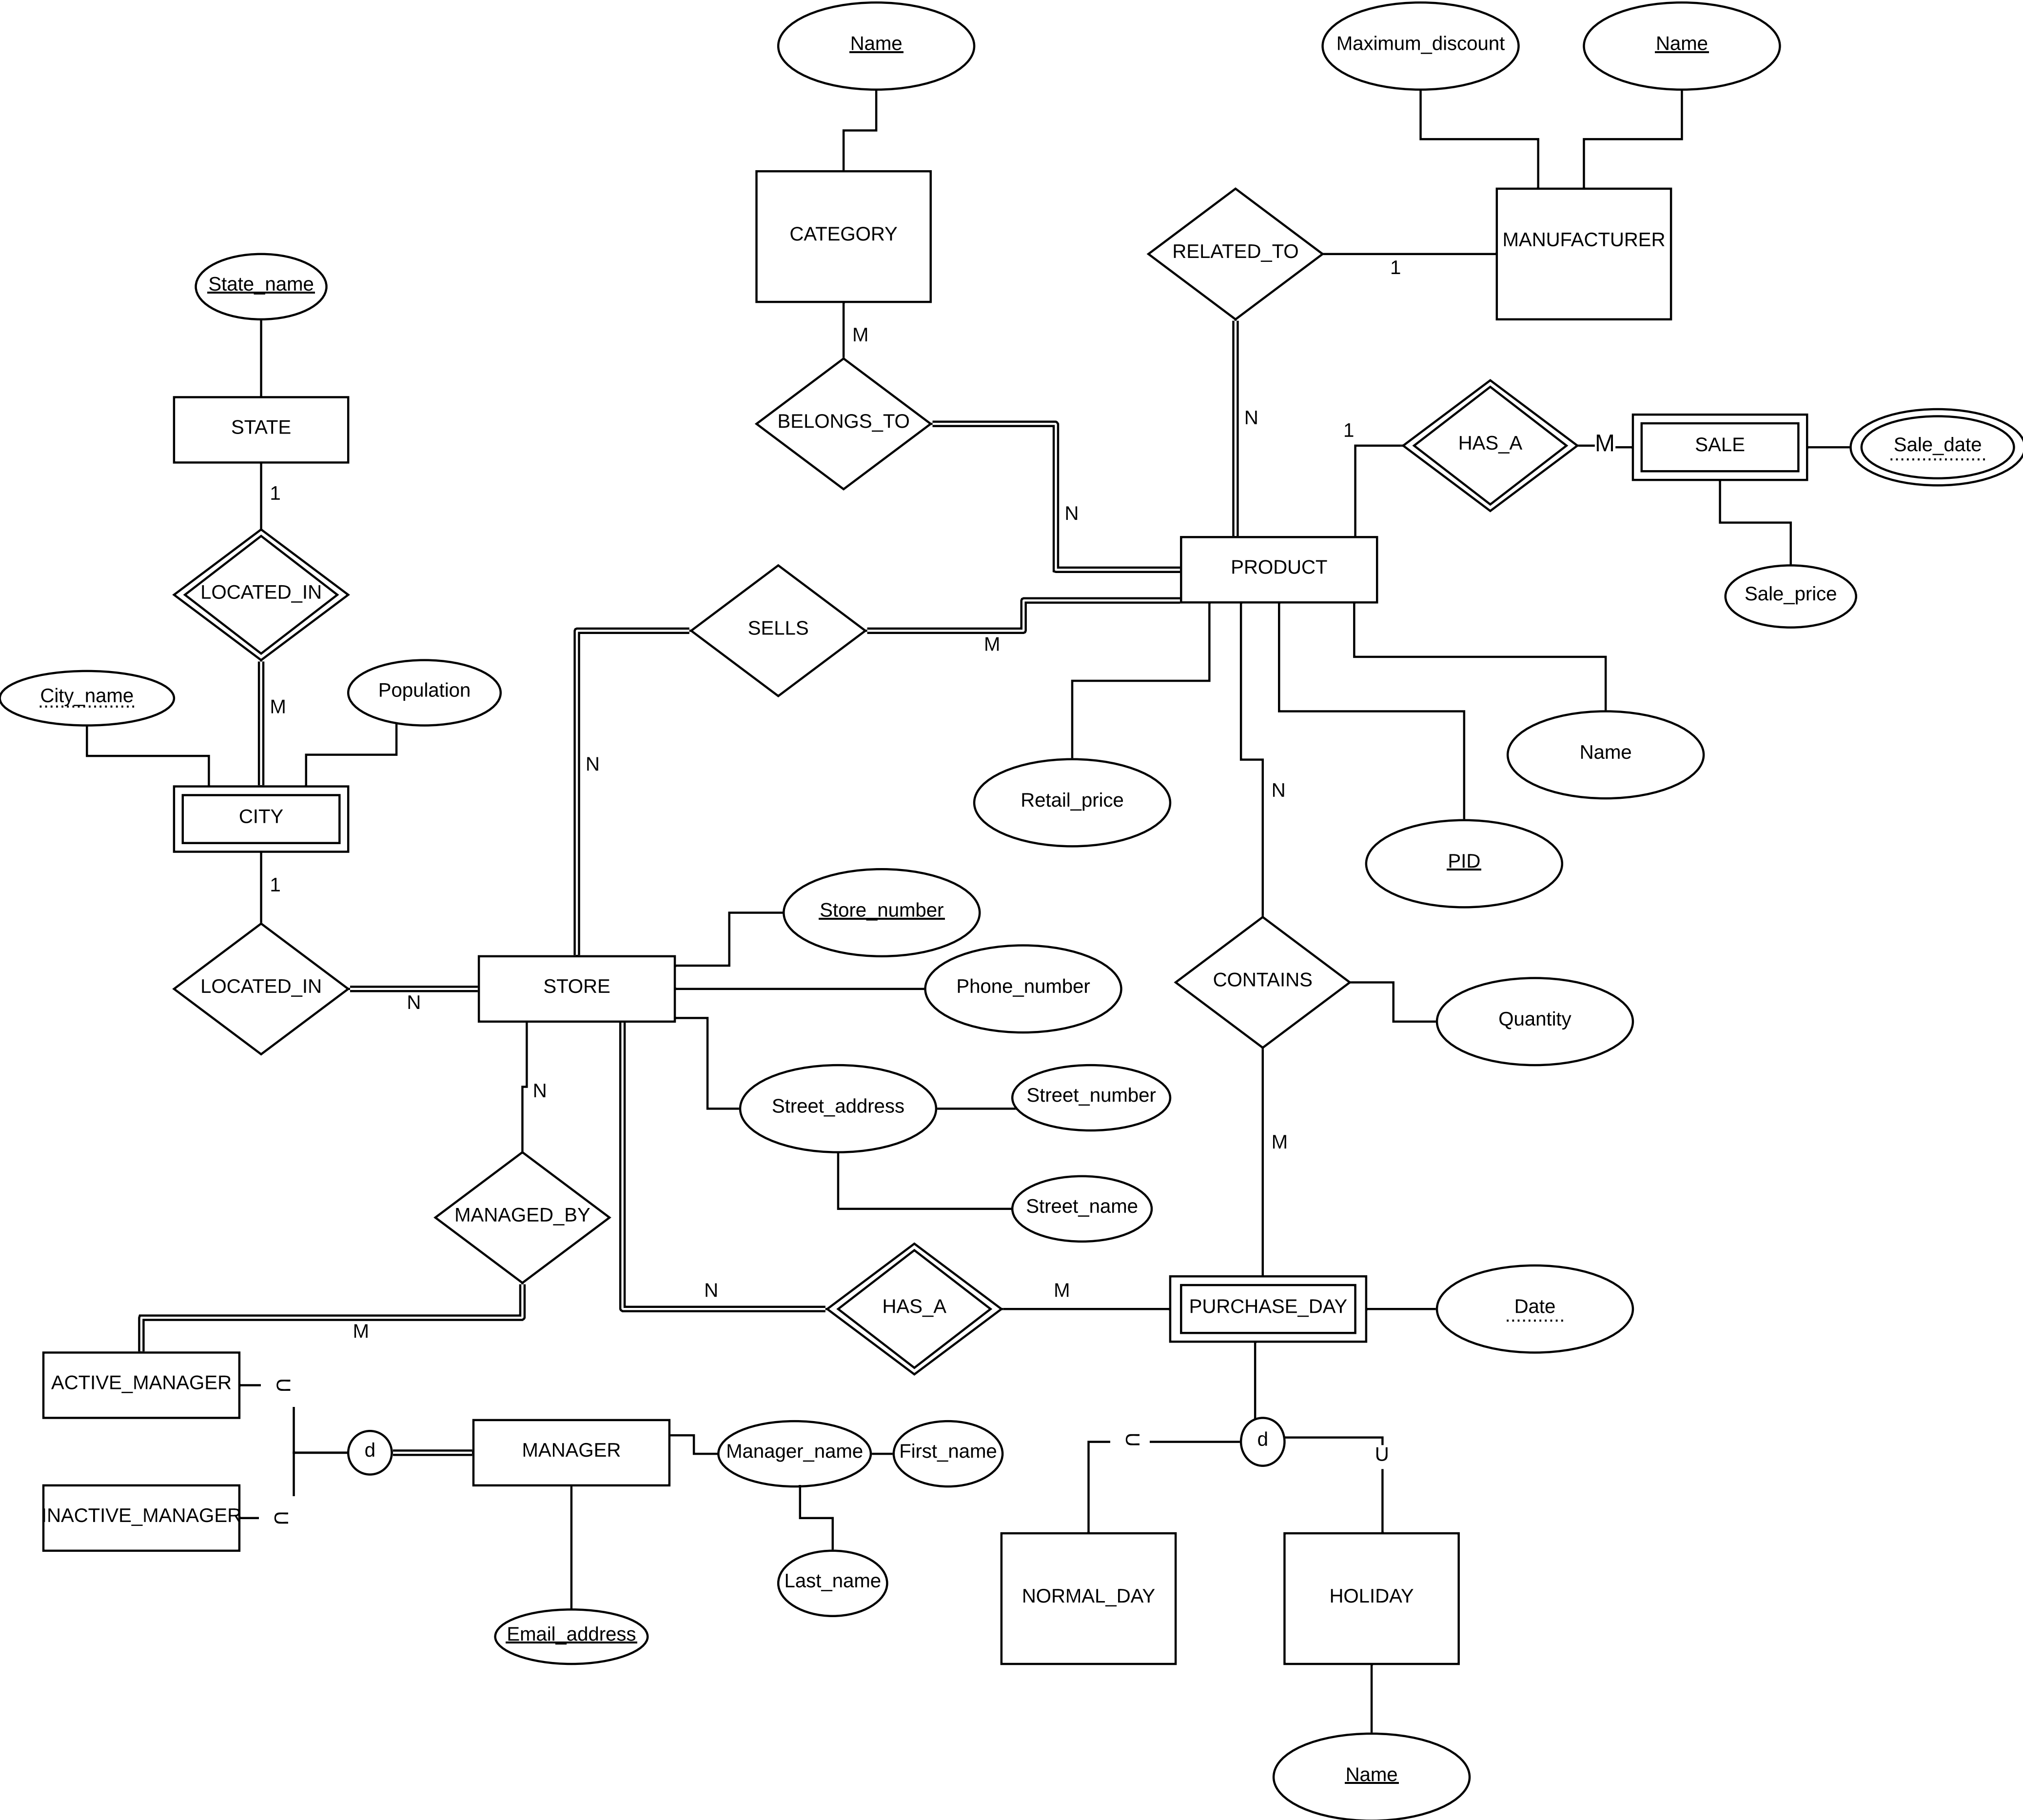 Name
Maximum_discount
Name
CATEGORY
MANUFACTURER
RELATED_TO
1
State_name
M
BELONGS_TO
N
1
HAS_A
M
SALE
Sale_date
STATE
1
N
LOCATED_IN
PRODUCT
Sale_price
SELLS
M
City_name
Population
M
N
Retail_price
N
Name
CITY
PID
1
Store_number
LOCATED_IN
N
STORE
Phone_number
CONTAINS
Quantity
N
Street_address
Street_number
M
Street_name
MANAGED_BY
N
HAS_A
M
PURCHASE_DAY
Date
M
ACTIVE_MANAGER
⊂
d
MANAGER
Manager_name
First_name
⊂
d
U
INACTIVE_MANAGER
⊂
Last_name
NORMAL_DAY
HOLIDAY
Email_address
Name